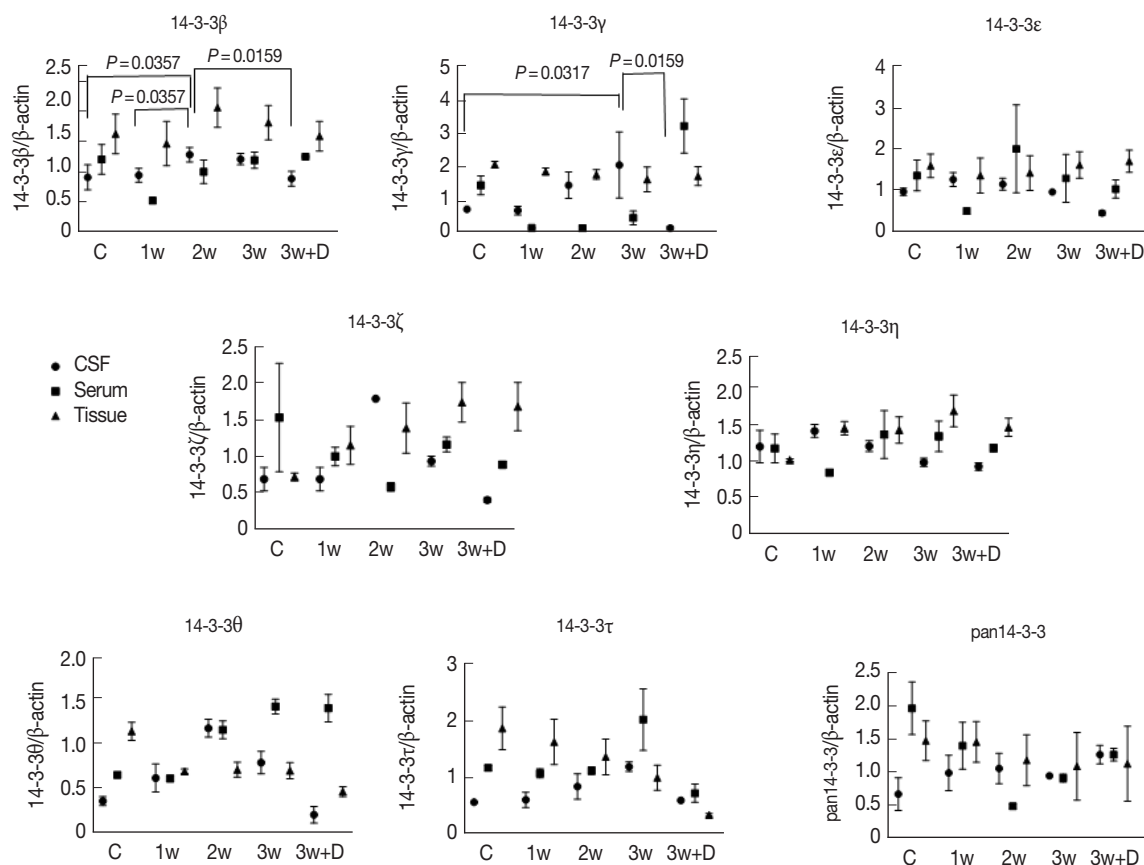 14-3-3β
14-3-3β/β-actin
2.5
2.0
1.5
1.0
0.5
0
P=0.0357
P=0.0159
P=0.0357
C 1w 2w 3w 3w+D
14-3-3γ
14-3-3γ/β-actin
5
4
3
2
1
0
P=0.0317
P=0.0159
C 1w 2w 3w 3w+D
14-3-3ε
14-3-3ε/β-actin
4
3
2
1
0
C 1w 2w 3w 3w+D
CSF
Serum
Tissue
14-3-3ζ
14-3-3ζ/β-actin
2.5
2.0
1.5
1.0
0.5
0
C 1w 2w 3w 3w+D
14-3-3η
14-3-3η/β-actin
2.5
2.0
1.5
1.0
0.5
0
C 1w 2w 3w 3w+D
14-3-3θ
14-3-3θ/β-actin
2.0
1.5
1.0
0.5
0
C 1w 2w 3w 3w+D
14-3-3τ
14-3-3τ/β-actin
3
2
1
0
C 1w 2w 3w 3w+D
pan14-3-3
pan14-3-3/β-actin
2.5
2.0
1.5
1.0
0.5
0
C 1w 2w 3w 3w+D